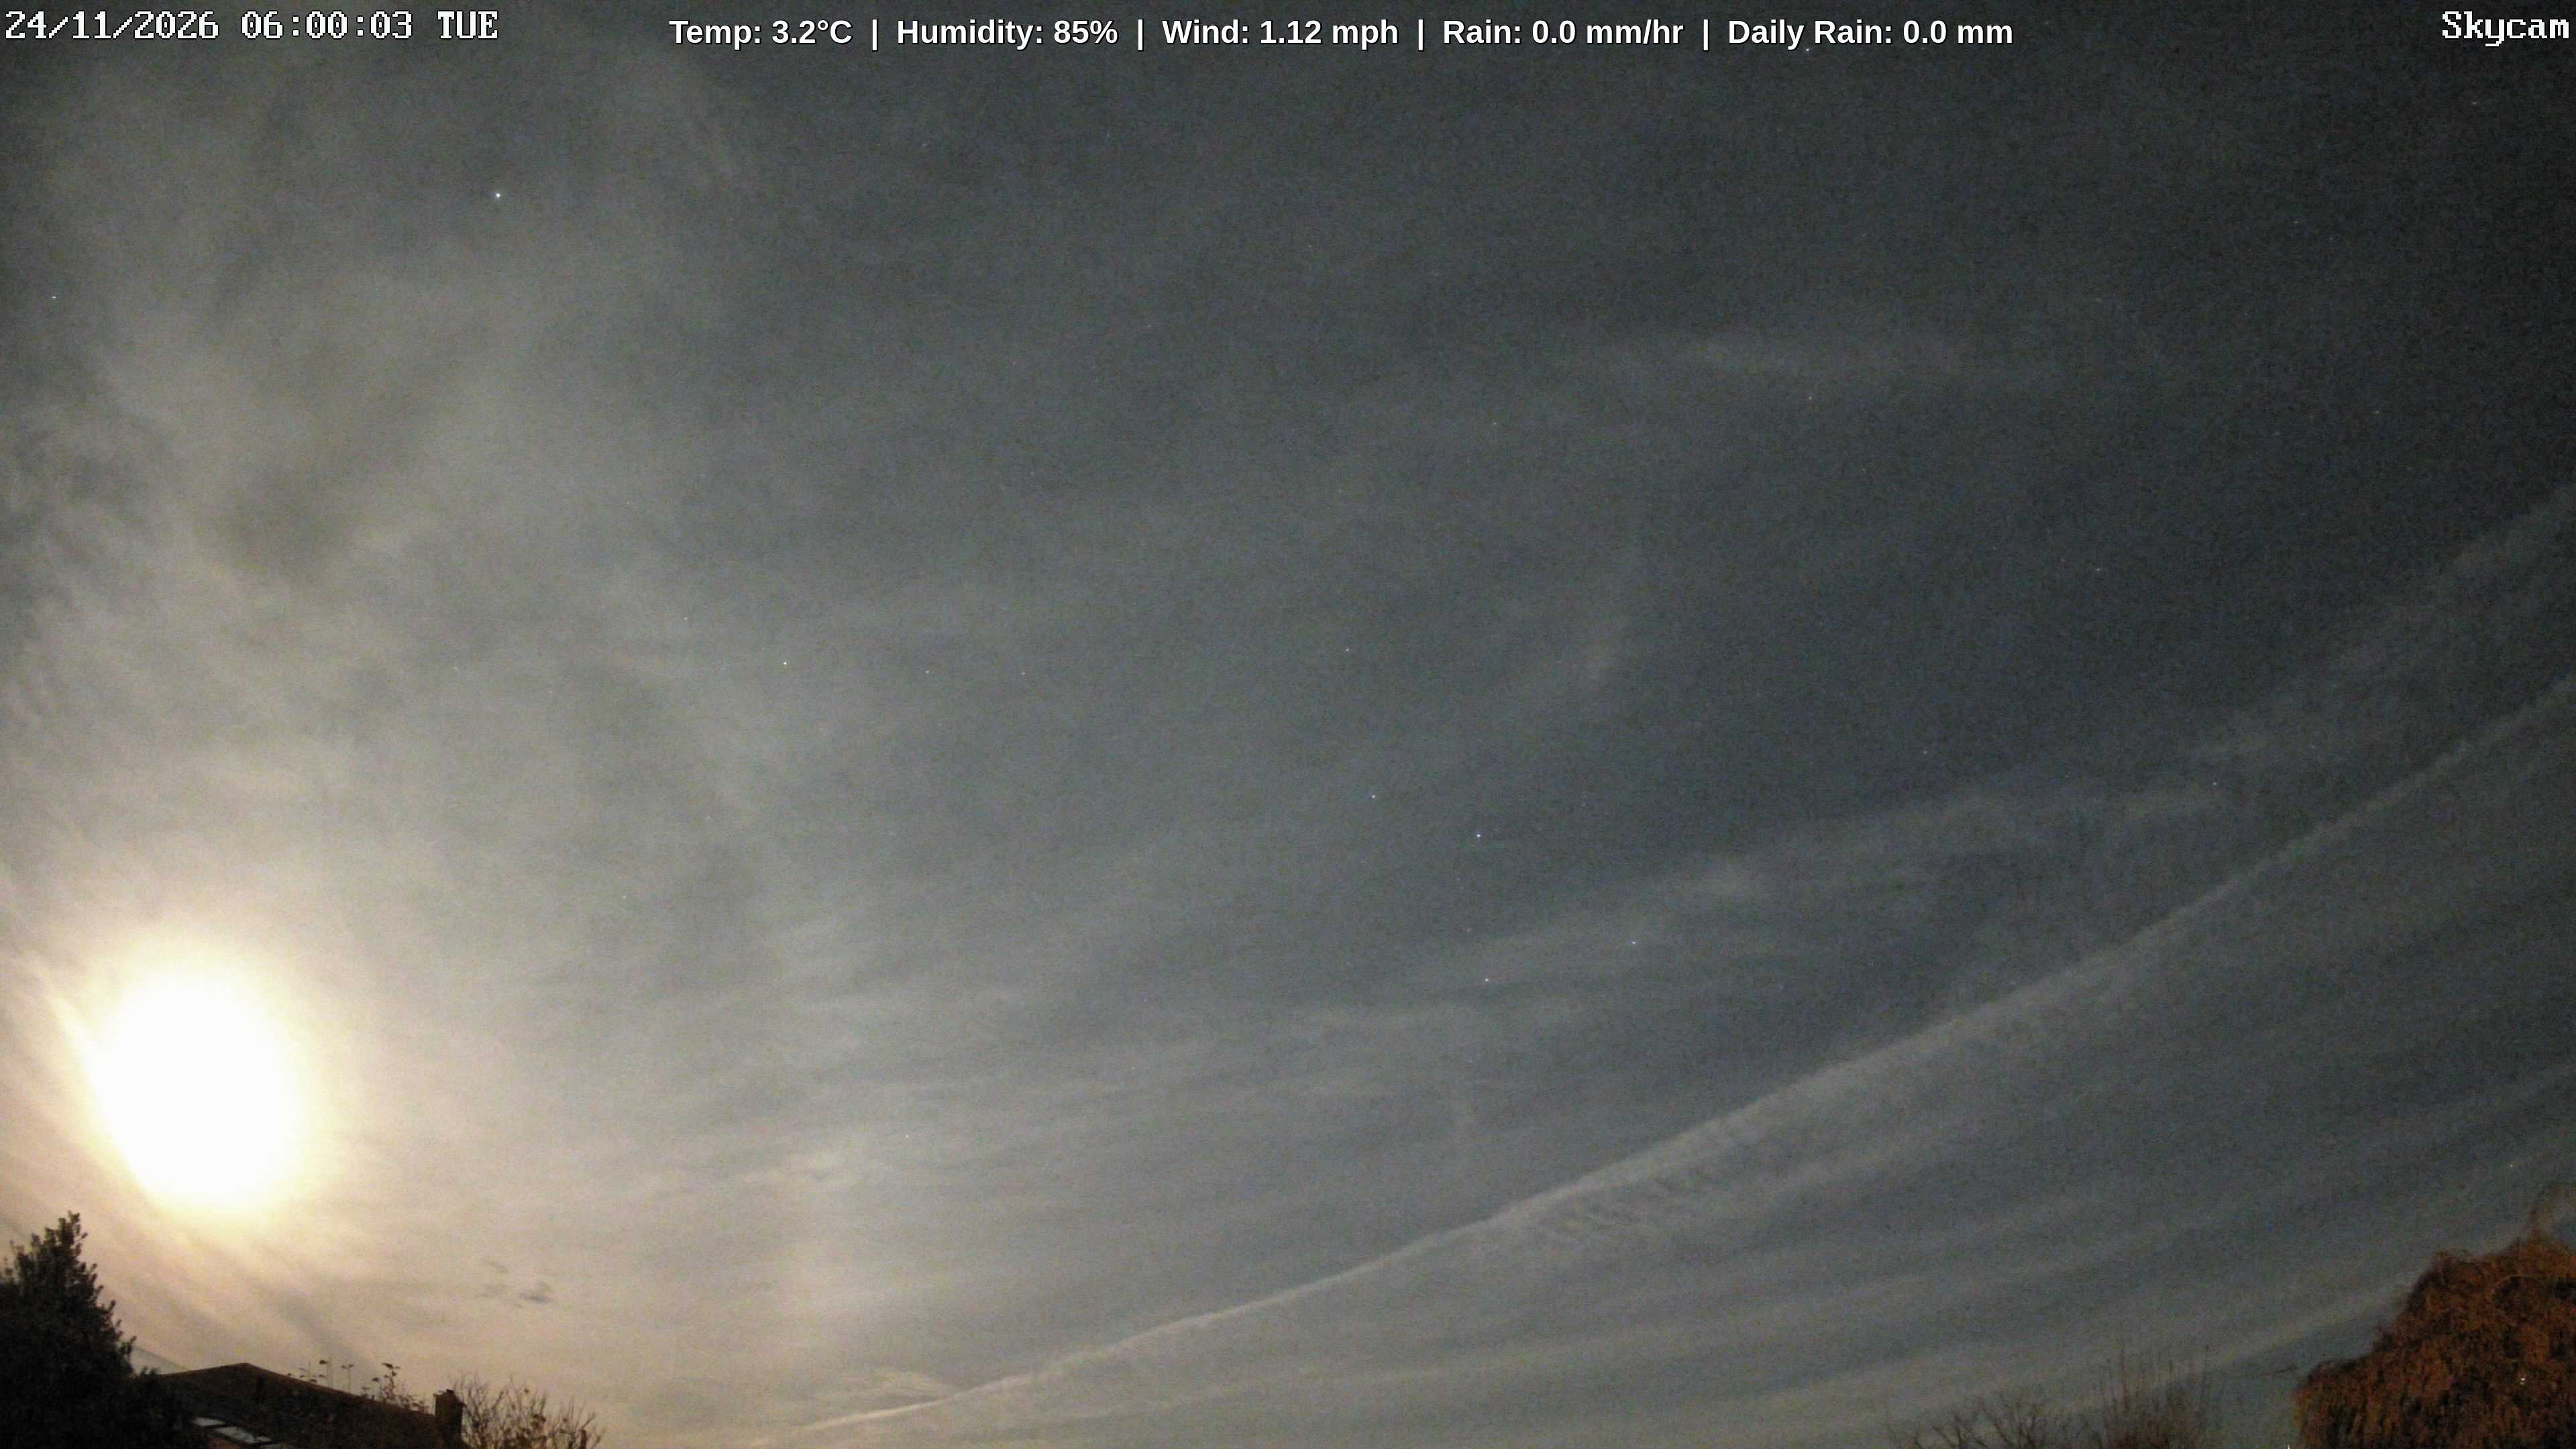 24/11/2026 06:00:03 TUE
Temp: 3.2°C | Humidity: 85% | Wind: 1.12 mph | Rain: 0.0 mm/hr | Daily Rain: 0.0 mm
Skycam